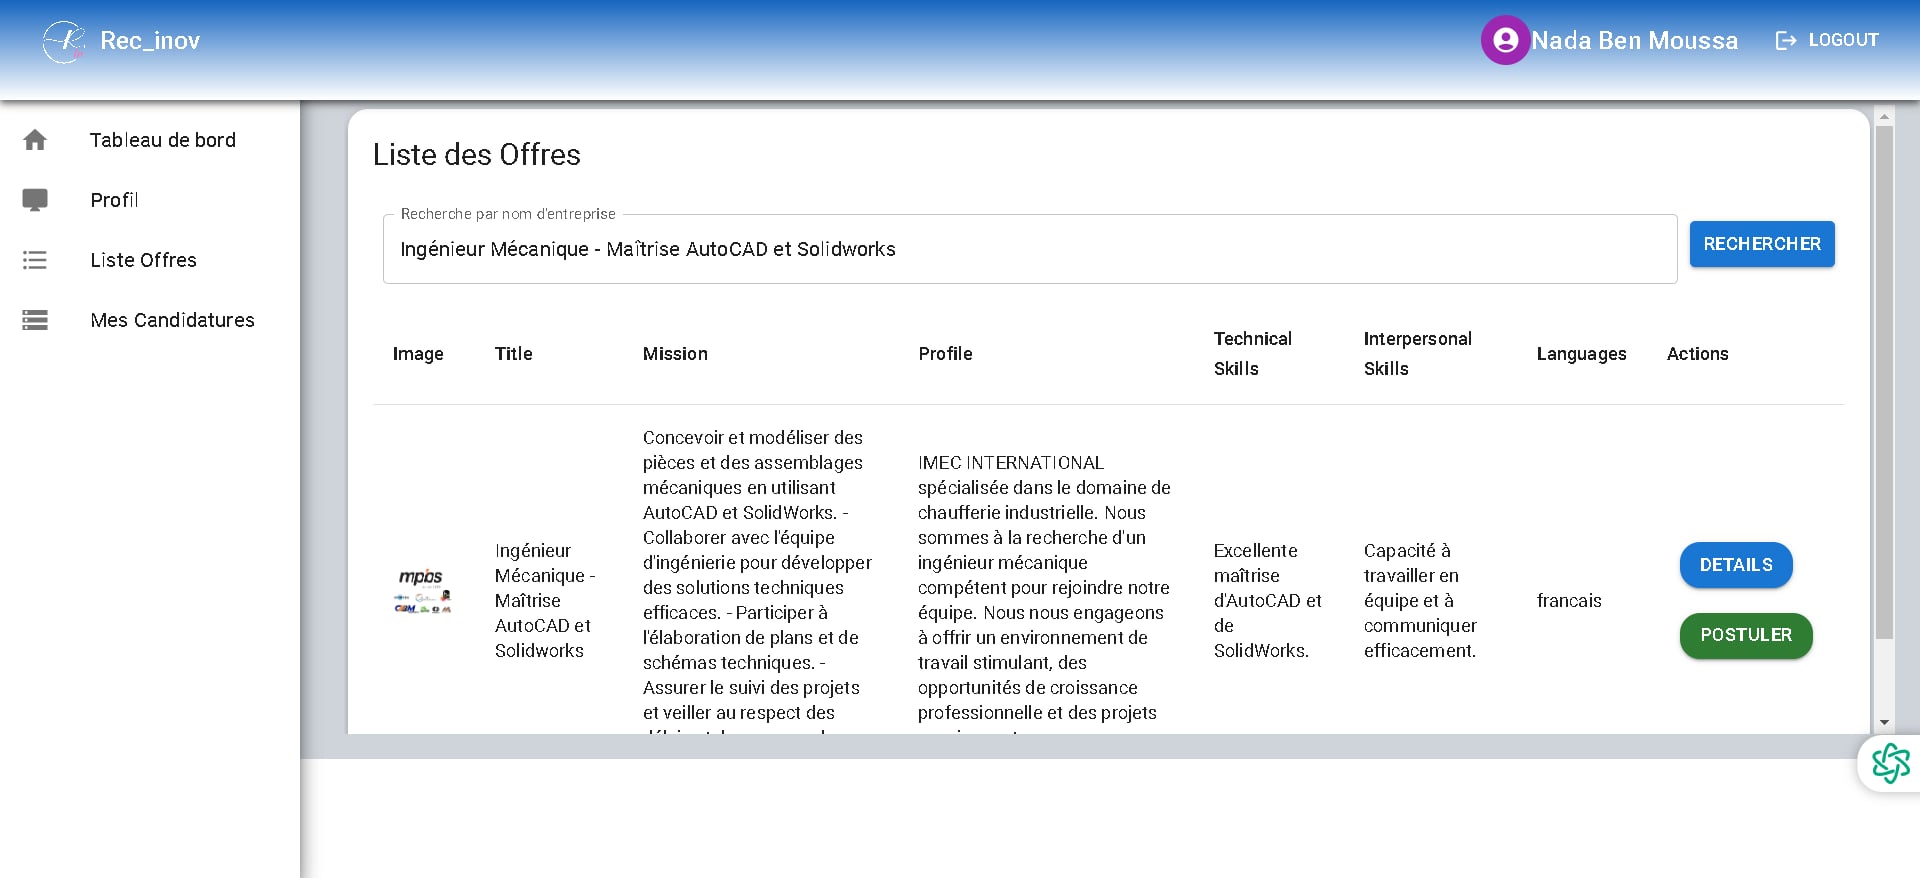 Rec_inov
Nada Ben Moussa
LOGOUT
Tableau de bord
Profil
Liste Offres
Mes Candidatures
Liste des Offres
Recherche par nom d'entreprise
Ingénieur Mécanique - Maîtrise AutoCAD et Solidworks
RECHERCHER
Image
Title
Mission
Profile
Technical
Skills
Interpersonal
Skills
Languages
Actions
mpbs
Ingénieur
Mécanique -
Maîtrise
AutoCAD et
Solidworks
Concevoir et modéliser des
pièces et des assemblages
mécaniques en utilisant
AutoCAD et SolidWorks. -
Collaborer avec l'équipe
d'ingénierie pour développer
des solutions techniques
efficaces. - Participer à
l'élaboration de plans et de
schémas techniques. -
Assurer le suivi des projets
et veiller au respect des
IMEC INTERNATIONAL
spécialisée dans le domaine de
chaufferie industrielle. Nous
sommes à la recherche d'un
ingénieur mécanique
compétent pour rejoindre notre
équipe. Nous nous engageons
à offrir un environnement de
travail stimulant, des
opportunités de croissance
professionnelle et des projets
Excellente
maîtrise
d'AutoCAD et
de
SolidWorks.
Capacité à
travailler en
équipe et à
communiquer
efficacement.
francais
DETAILS
POSTULER